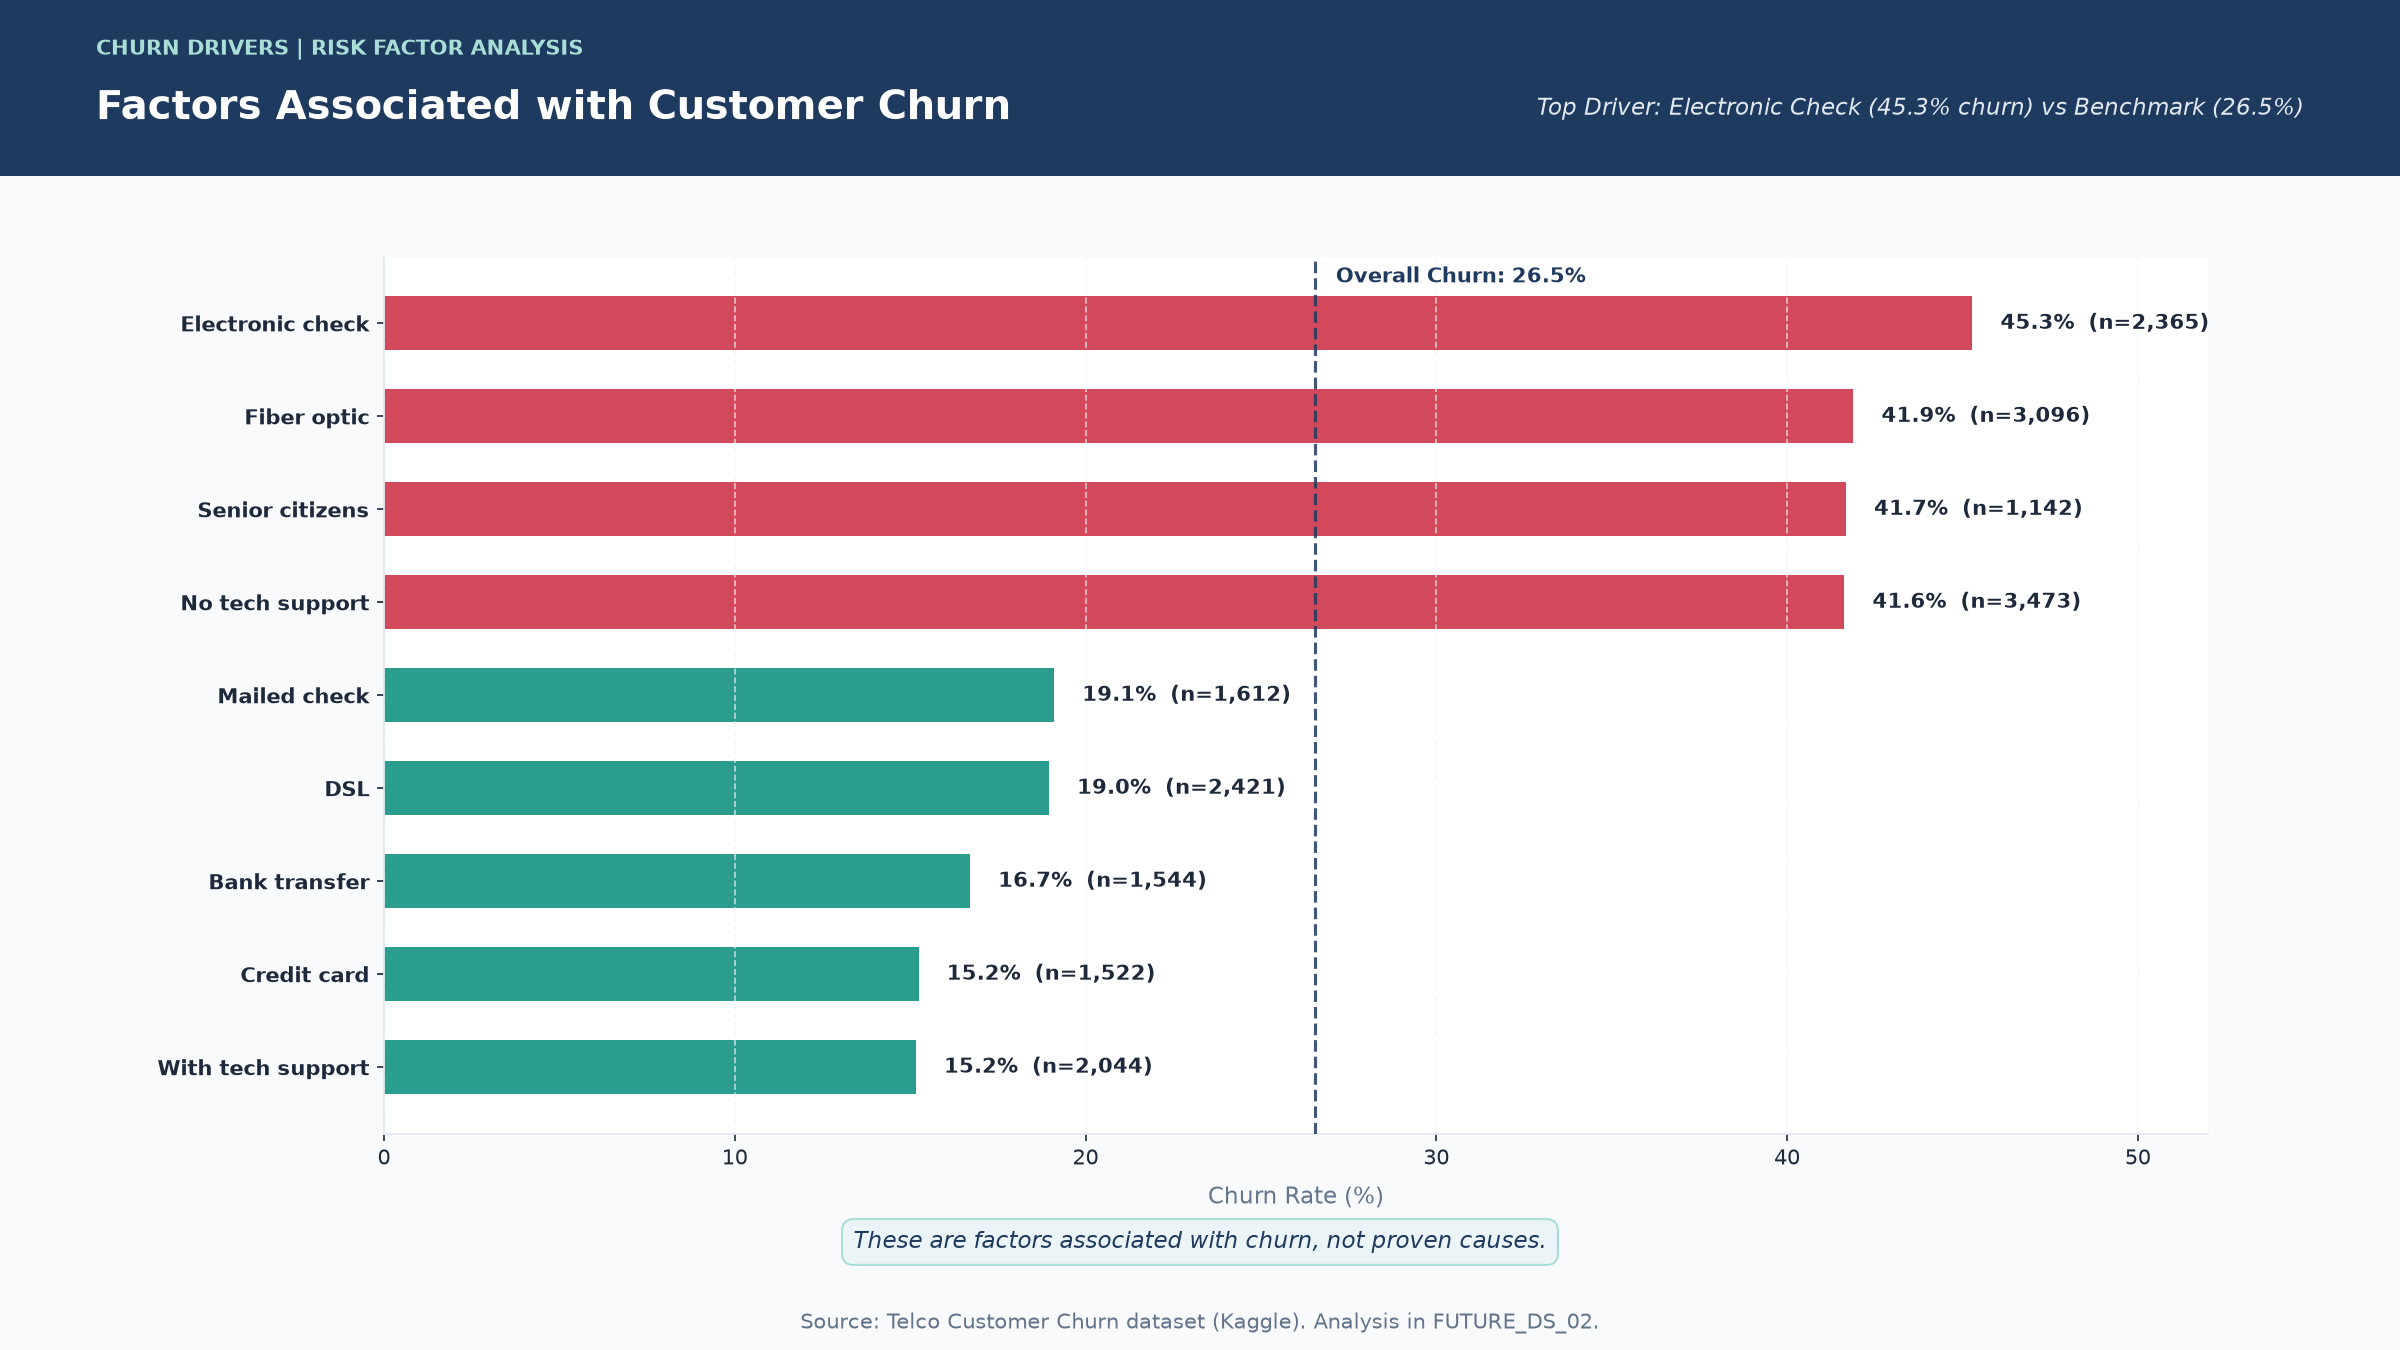 CHURN DRIVERS | RISK FACTOR ANALYSIS
Factors Associated with Customer Churn
Top Driver: Electronic Check (45.3% churn) vs Benchmark (26.5%)
Overall Churn: 26.5%
Electronic check 45.3% (n=2,365)
Fiber optic 41.9% (n=3,096)
Senior citizens 41.7% (n=1,142)
No tech support 41.6% (n=3,473)
Mailed check 19.1% (n=1,612)
DSL 19.0% (n=2,421)
Bank transfer 16.7% (n=1,544)
Credit card 15.2% (n=1,522)
With tech support 15.2% (n=2,044)
0 10 20 30 40 50
Churn Rate (%)
These are factors associated with churn, not proven causes.
Source: Telco Customer Churn dataset (Kaggle). Analysis in FUTURE_DS_02.